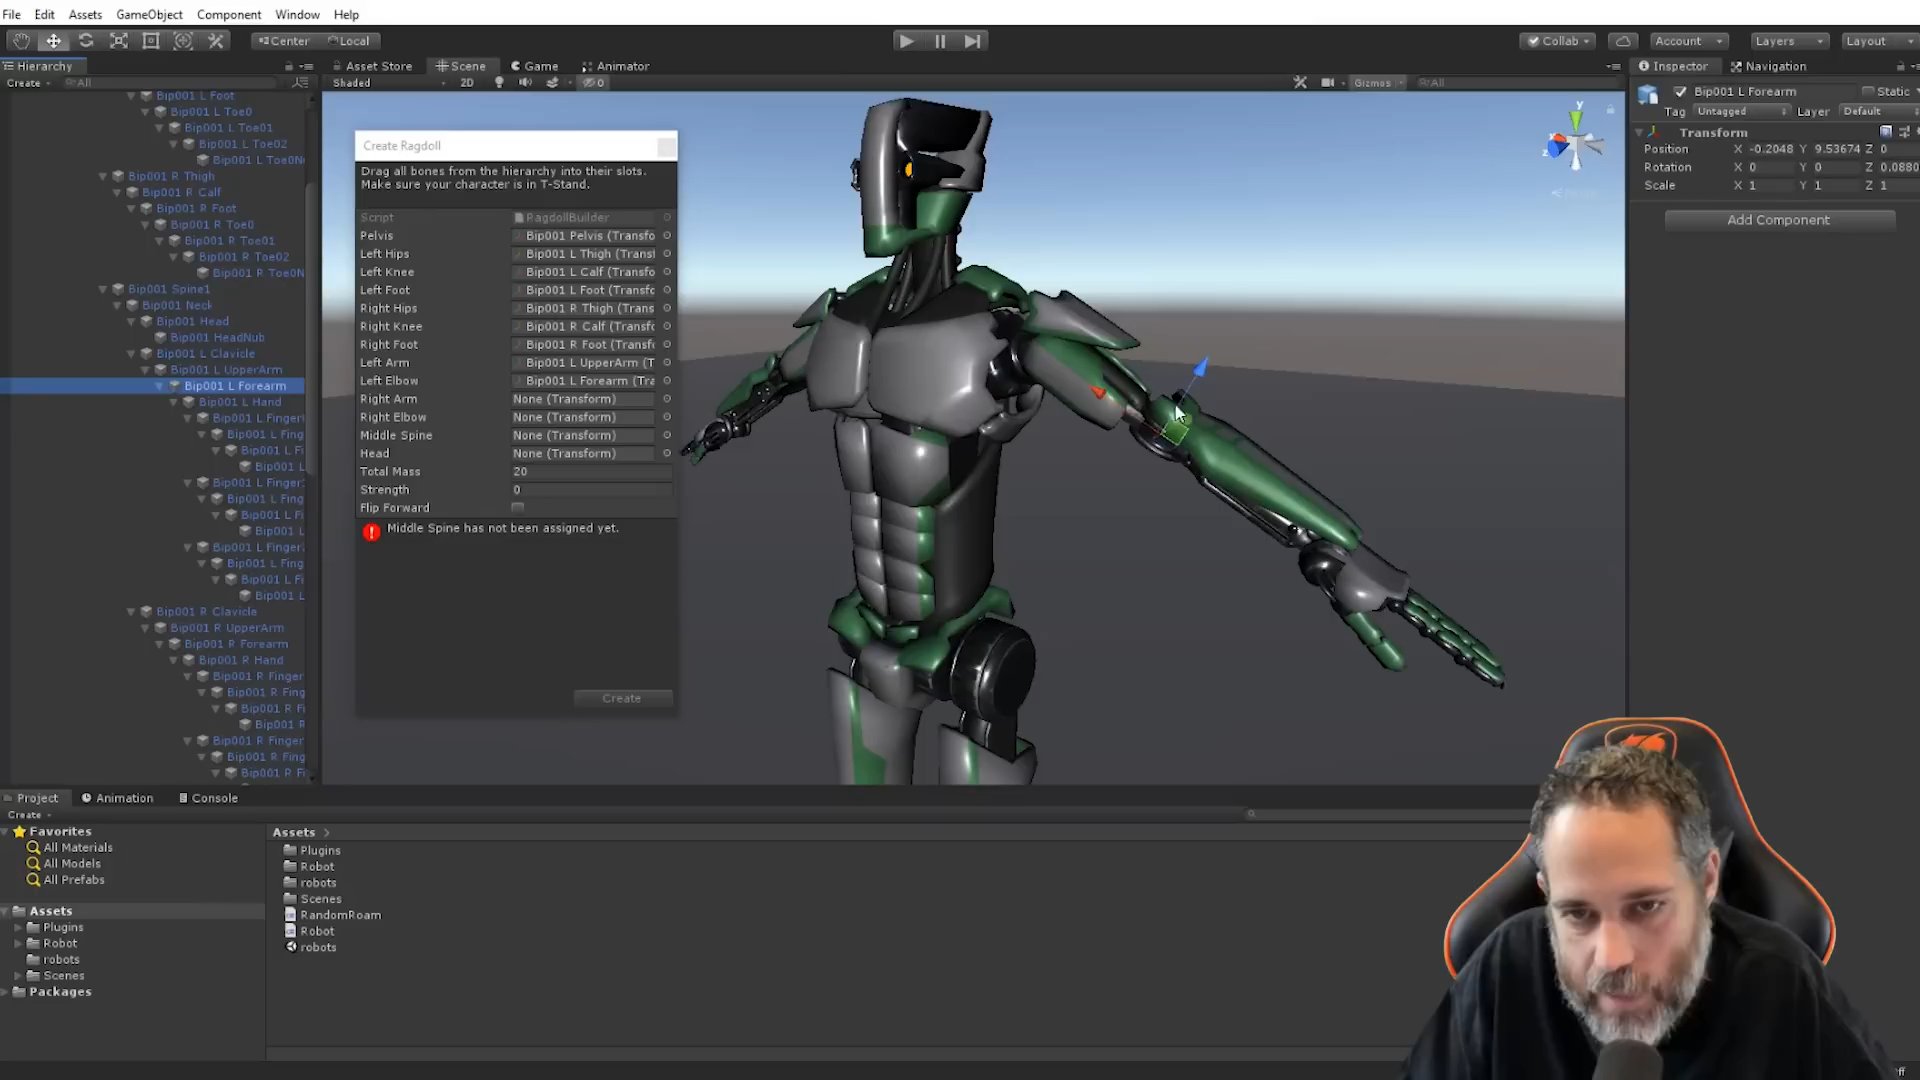 File Edit Assets GameObject Component Window Help
Center Local
Collab Account Layers Layout
Hierarchy
Asset Store Scene Game Animator
Inspector Navigation
Create All
Shaded 2D 0 Gizmos All
Bip001 L Foot
Bip001 L Toe0
Bip001 L Toe01
Bip001 L Toe02
Bip001 L Toe0N
Bip001 R Thigh
Bip001 R Calf
Bip001 R Foot
Bip001 R Toe0
Bip001 R Toe01
Bip001 R Toe02
Bip001 R Toe0N
Bip001 Spine1
Bip001 Neck
Bip001 Head
Bip001 HeadNub
Bip001 L Clavicle
Bip001 L UpperArm
Bip001 L Forearm
Bip001 L Hand
Bip001 L Finger
Bip001 L Fing
Bip001 L Fi
Bip001 L
Bip001 L Finger
Bip001 L Fing
Bip001 L Fi
Bip001 L
Bip001 L Finger
Bip001 L Fing
Bip001 L Fi
Bip001 L
Bip001 R Clavicle
Bip001 R UpperArm
Bip001 R Forearm
Bip001 R Hand
Bip001 R Finger
Bip001 R Fing
Bip001 R Fi
Bip001 R
Bip001 R Finger
Bip001 R Fing
Bip001 R Fi
Create Ragdoll
Drag all bones from the hierarchy into their slots.
Make sure your character is in T-Stand.
Script RagdollBuilder
Pelvis Bip001 Pelvis (Transfo
Left Hips Bip001 L Thigh (Transf
Left Knee Bip001 L Calf (Transfo
Left Foot Bip001 L Foot (Transfo
Right Hips Bip001 R Thigh (Trans
Right Knee Bip001 R Calf (Transfo
Right Foot Bip001 R Foot (Transf
Left Arm Bip001 L UpperArm (T
Left Elbow Bip001 L Forearm (Tra
Right Arm None (Transform)
Right Elbow None (Transform)
Middle Spine None (Transform)
Head None (Transform)
Total Mass 20
Strength 0
Flip Forward
Middle Spine has not been assigned yet.
Create
y
x
z
Bip001 L Forearm Static
Tag Untagged Layer Default
Transform
Position X -0.2048 Y 9.53674 Z 0
Rotation X 0 Y 0 Z 0.0880
Scale X 1 Y 1 Z 1
Add Component
Project Animation Console
Create
Favorites
All Materials
All Models
All Prefabs
Assets
Plugins
Robot
robots
Scenes
Packages
Assets
Plugins
Robot
robots
Scenes
RandomRoam
Robot
robots